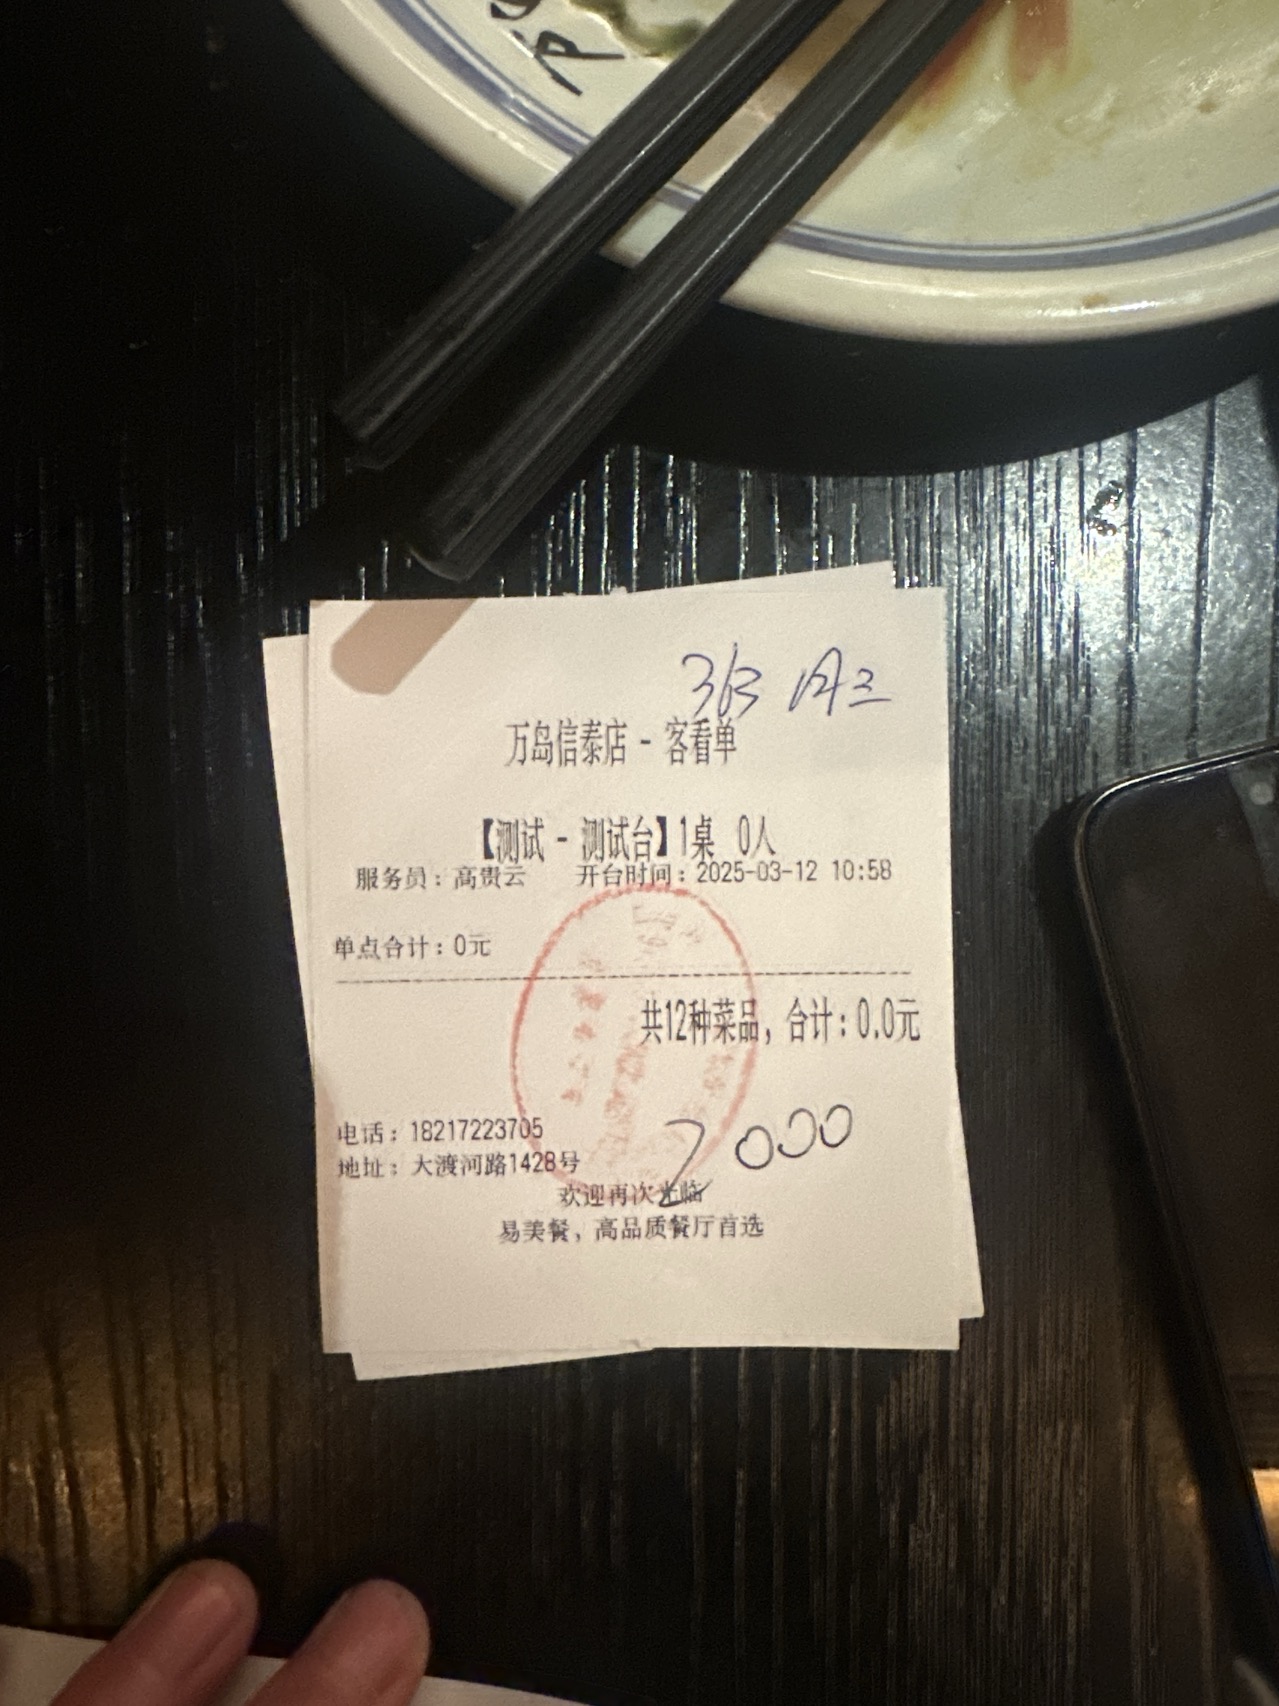 363
万岛信泰店 - 客看单
【测试 - 测试台】1桌 0人
服务员：高贵云 开台时间：2025-03-12 10:58
单点合计：0元
共12种菜品，合计：0.0元
电话：18217223705
7000
地址：大渡河路1428号
欢迎再次光临
易美餐，高品质餐厅首选